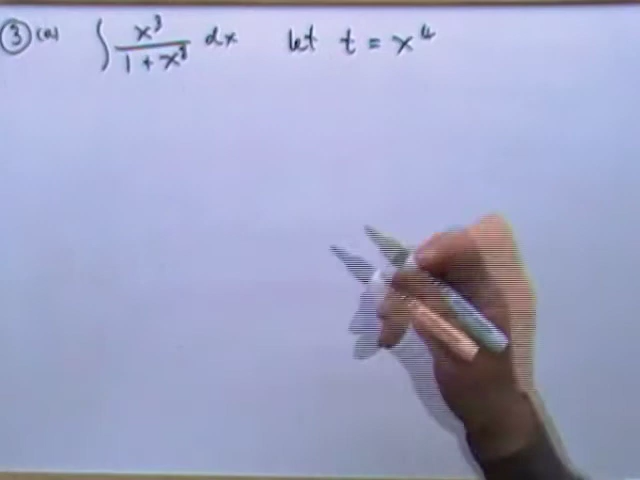 ③ (a) ∫ x³/(1 + x⁸) dx let t = x⁴